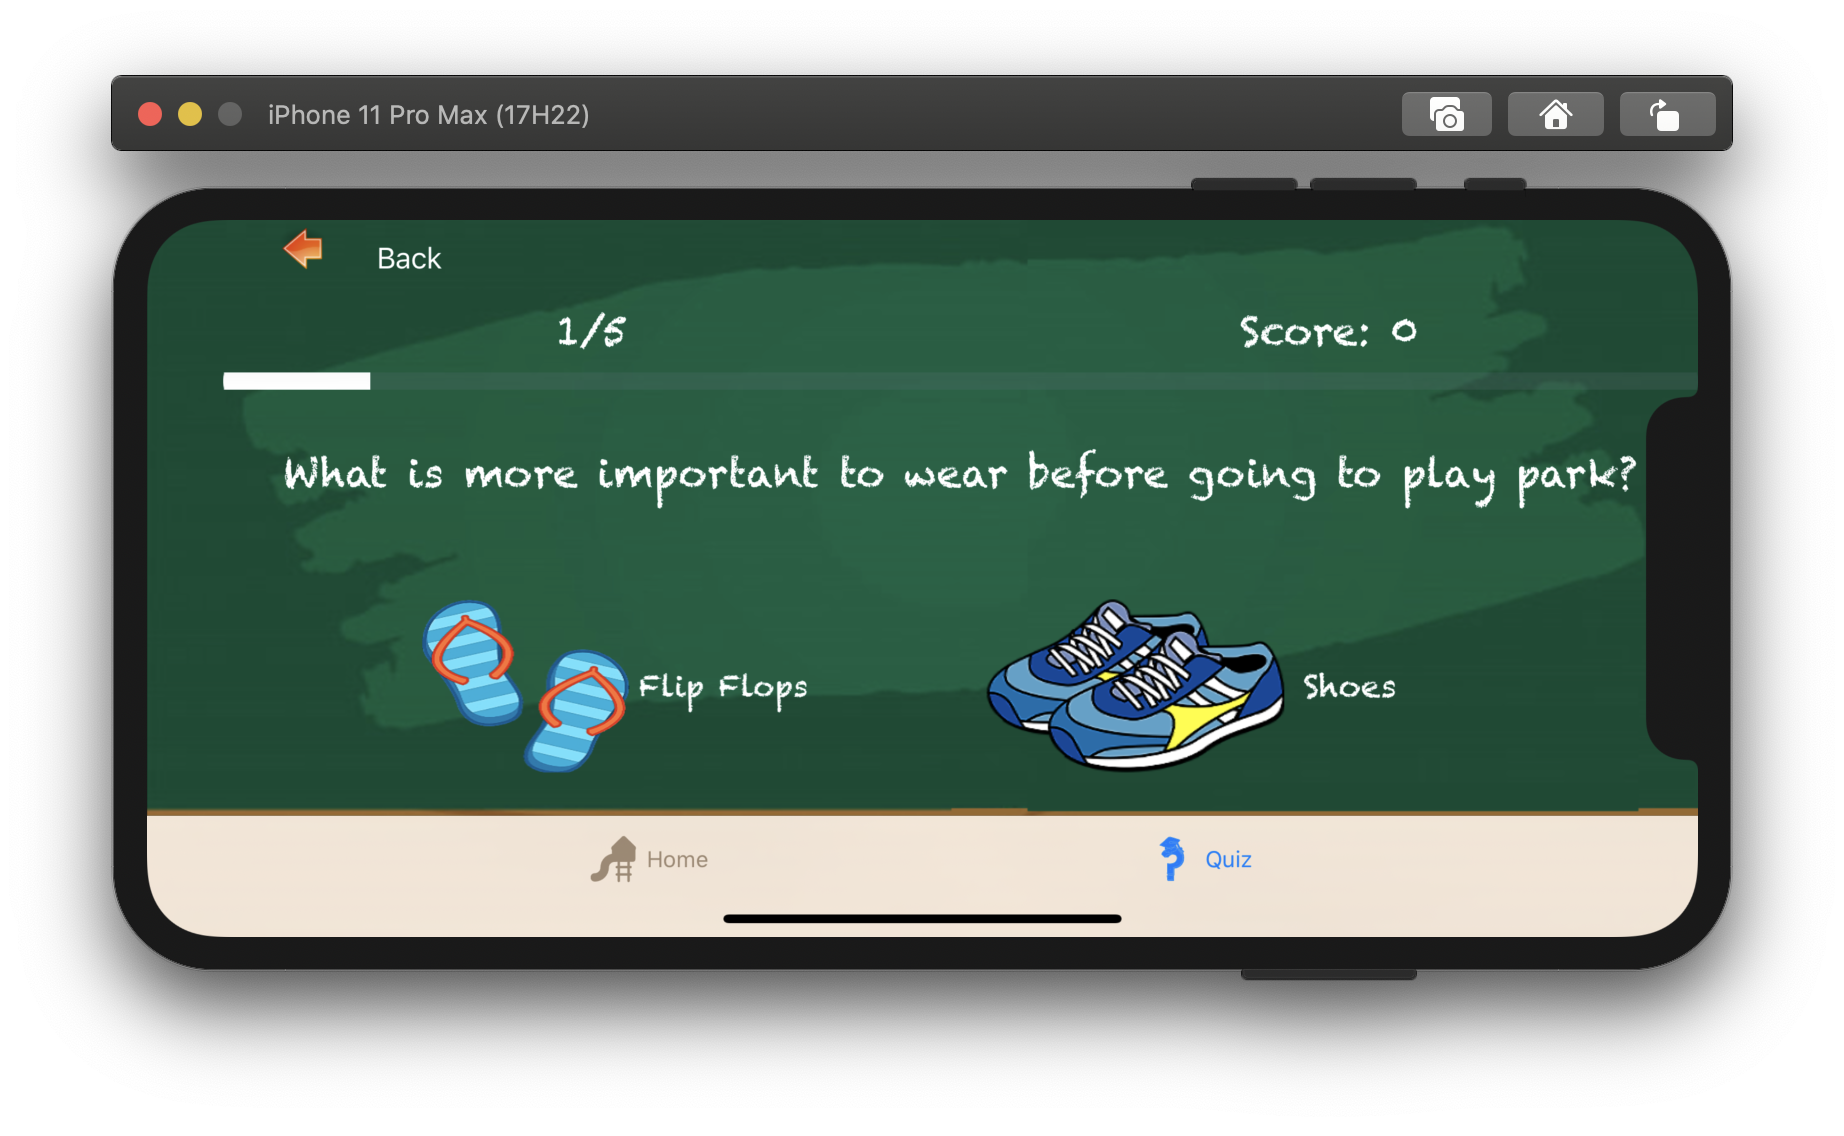 iPhone 11 Pro Max (17H22)
Back
1/5
Score: 0
What is more important to wear before going to play park?
Flip Flops
Shoes
Home
Quiz